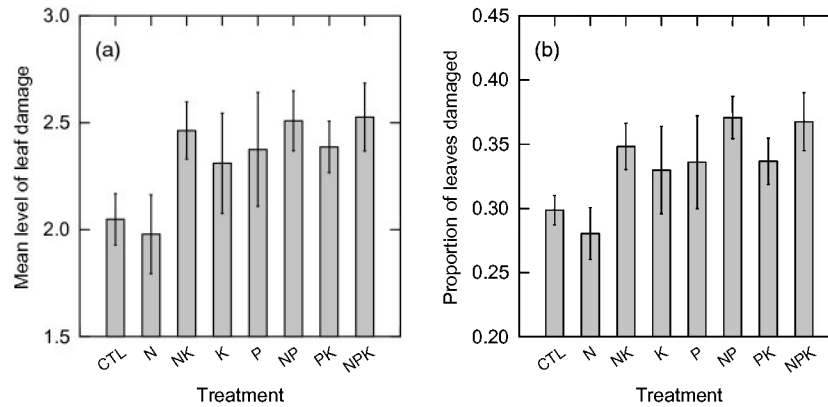 (a)
Mean level of leaf damage
3.0
2.5
2.0
1.5
CTL N NK K P NP PK NPK
Treatment
(b)
Proportion of leaves damaged
0.45
0.40
0.35
0.30
0.25
0.20
CTL N NK K P NP PK NPK
Treatment